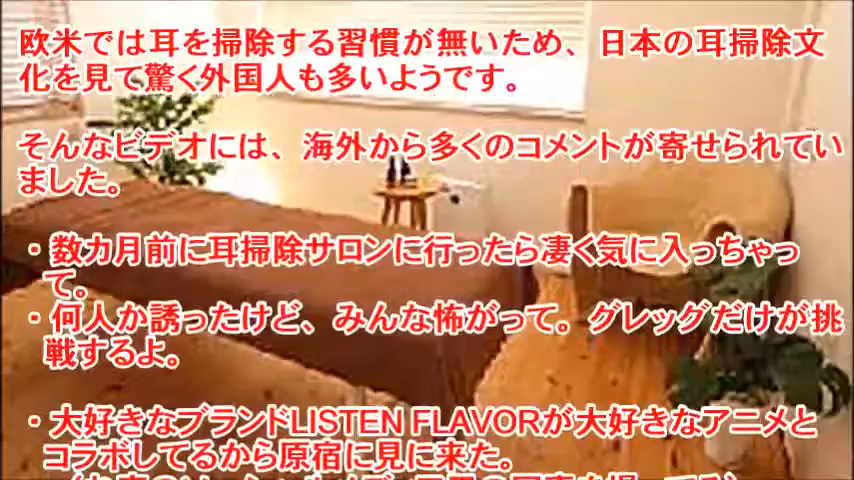 欧米では耳を掃除する習慣が無いため、日本の耳掃除文
化を見て驚く外国人も多いようです。
そんなビデオには、海外から多くのコメントが寄せられてい
ました。
・数カ月前に耳掃除サロンに行ったら凄く気に入っちゃっ
て。
・何人か誘ったけど、みんな怖がって。グレッグだけが挑
戦するよ。
・大好きなブランドLISTEN FLAVORが大好きなアニメと
コラボしてるから原宿に見に来た。